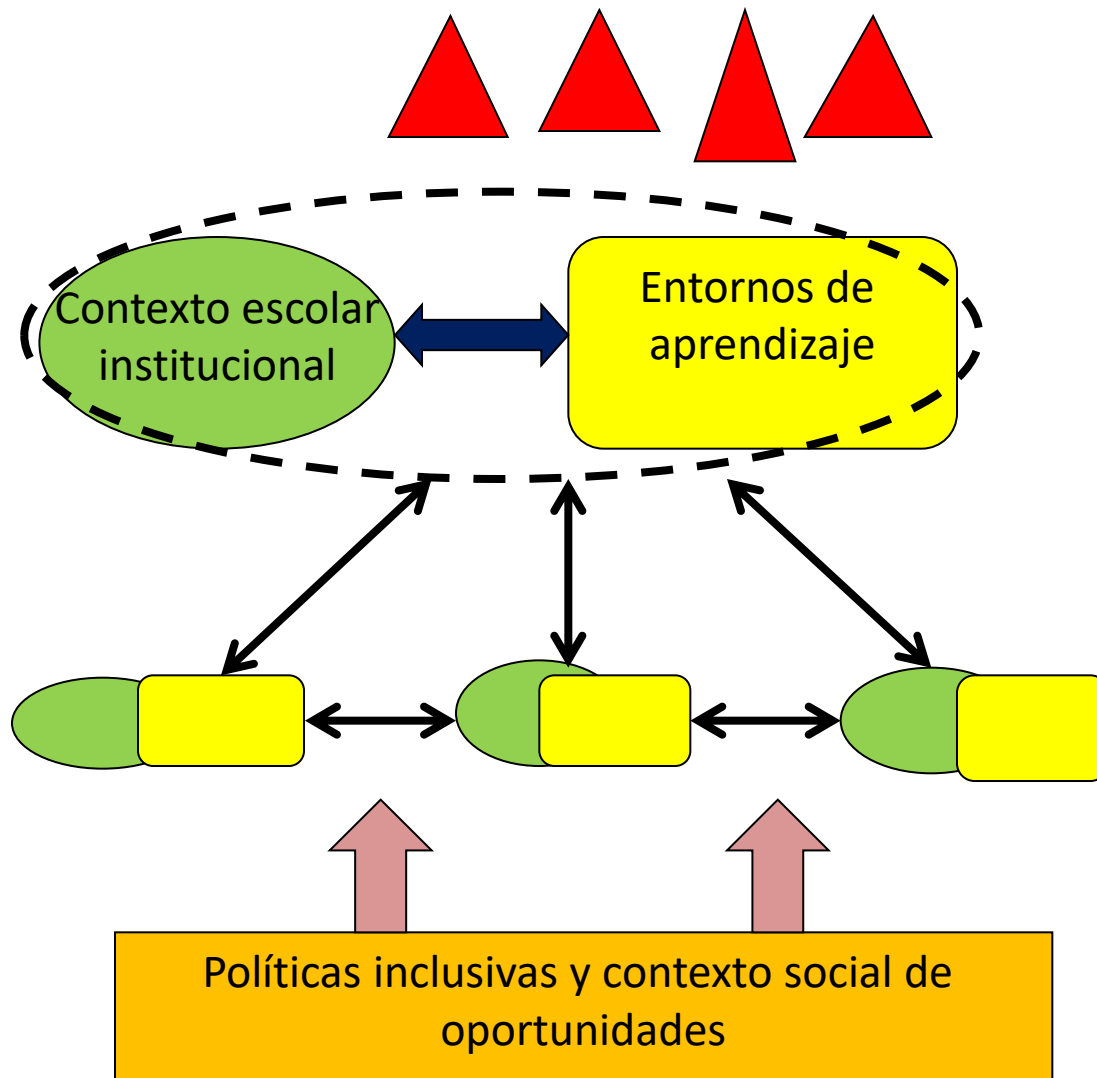 Contexto escolar
institucional
Entornos de
aprendizaje
Políticas inclusivas y contexto social de
oportunidades